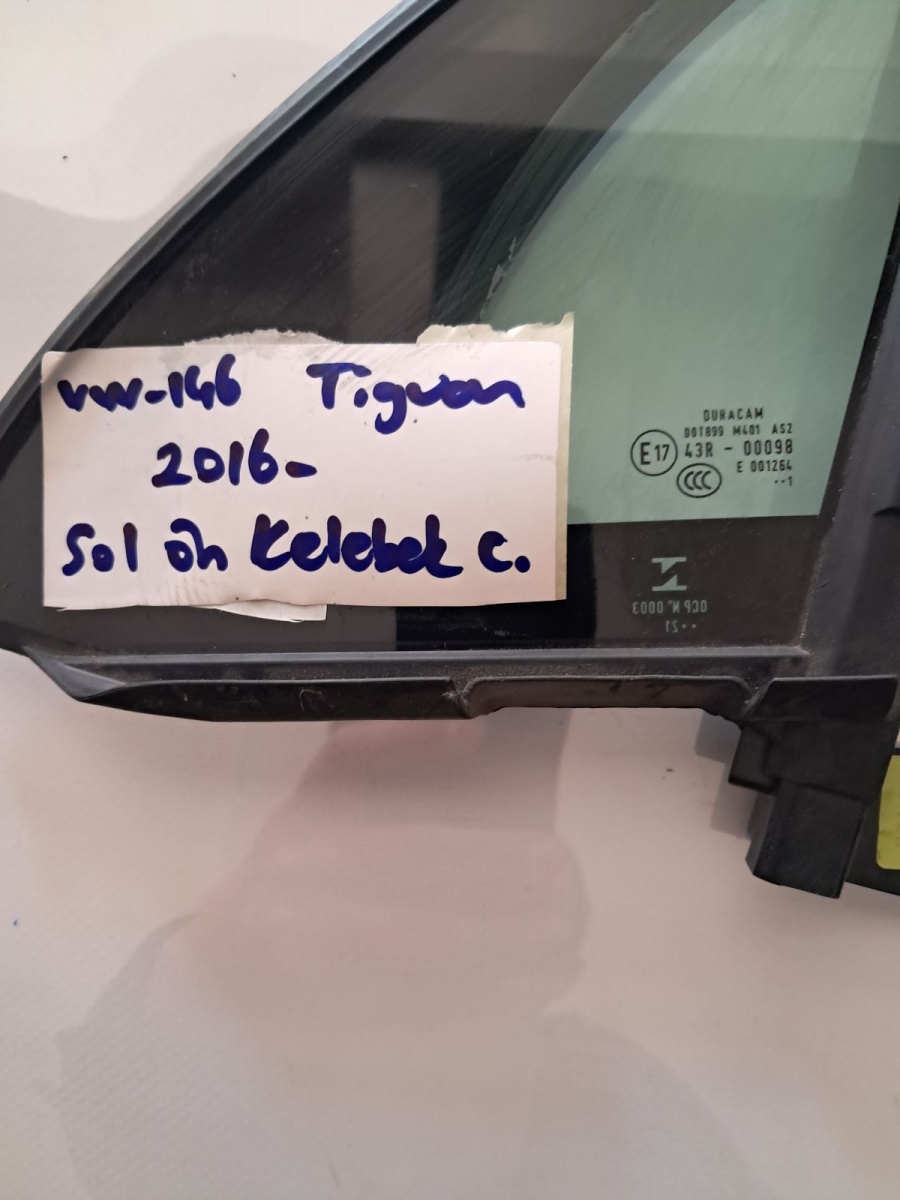 vw-146 Tiguan
2016-
Sol ön Kelebek C.
DURACAM
DOT899 M401 AS2
E17 43R - 00098
E 001264
CCC
··1
OCP N° 0003
··21